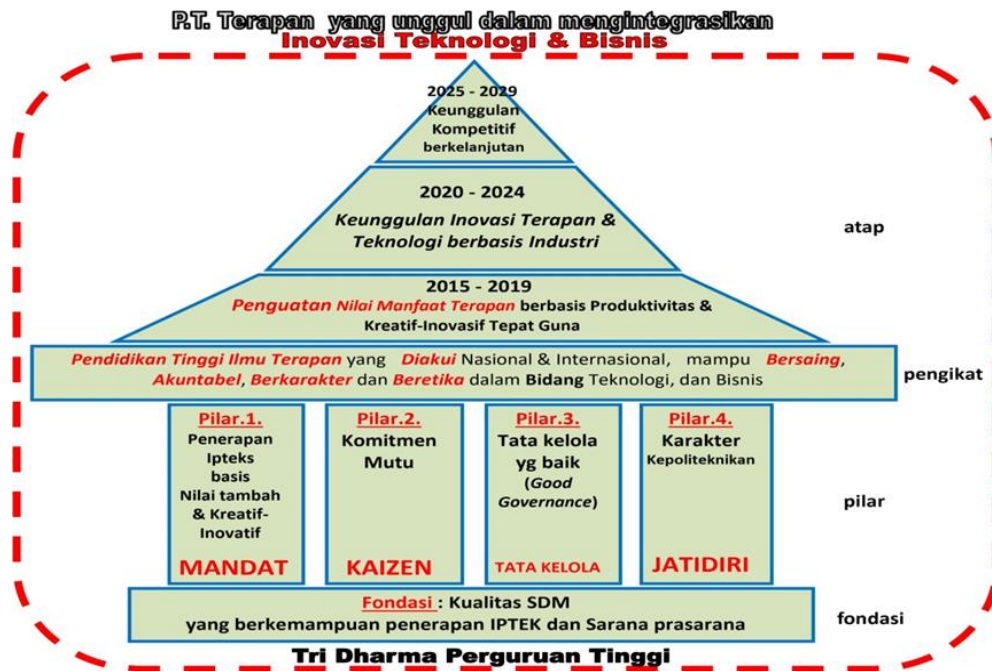 P.T. Terapan yang unggul dalam mengintegrasikan
Inovasi Teknologi & Bisnis
2025 - 2029
Keunggulan
Kompetitif
berkelanjutan
2020 - 2024
Keunggulan Inovasi Terapan &
Teknologi berbasis Industri
atap
2015 - 2019
Penguatan Nilai Manfaat Terapan berbasis Produktivitas &
Kreatif-Inovasif Tepat Guna
Pendidikan Tinggi Ilmu Terapan yang Diakui Nasional & Internasional, mampu Bersaing,
Akuntabel, Berkarakter dan Beretika dalam Bidang Teknologi, dan Bisnis
pengikat
Pilar.1.
Penerapan
Ipteks
basis
Nilai tambah
& Kreatif-
Inovatif
MANDAT
Pilar.2.
Komitmen
Mutu
KAIZEN
Pilar.3.
Tata kelola
yg baik
(Good
Governance)
TATA KELOLA
Pilar.4.
Karakter
Kepoliteknikan
JATIDIRI
pilar
Fondasi : Kualitas SDM
yang berkemampuan penerapan IPTEK dan Sarana prasarana
fondasi
Tri Dharma Perguruan Tinggi